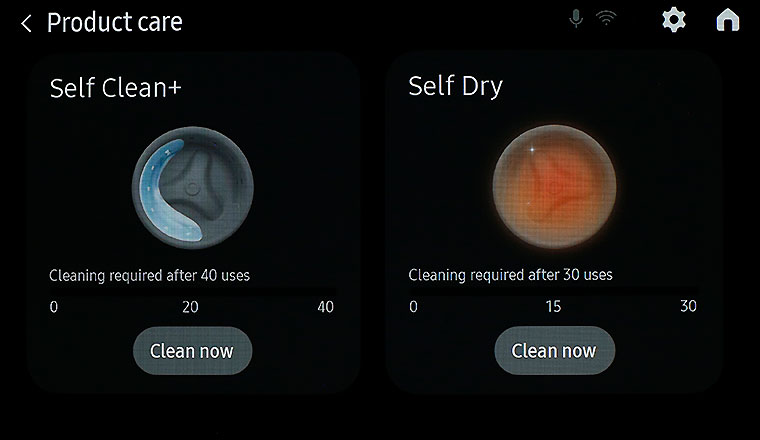 Product care
Self Clean+
Cleaning required after 40 uses
0 20 40
Clean now
Self Dry
Cleaning required after 30 uses
0 15 30
Clean now